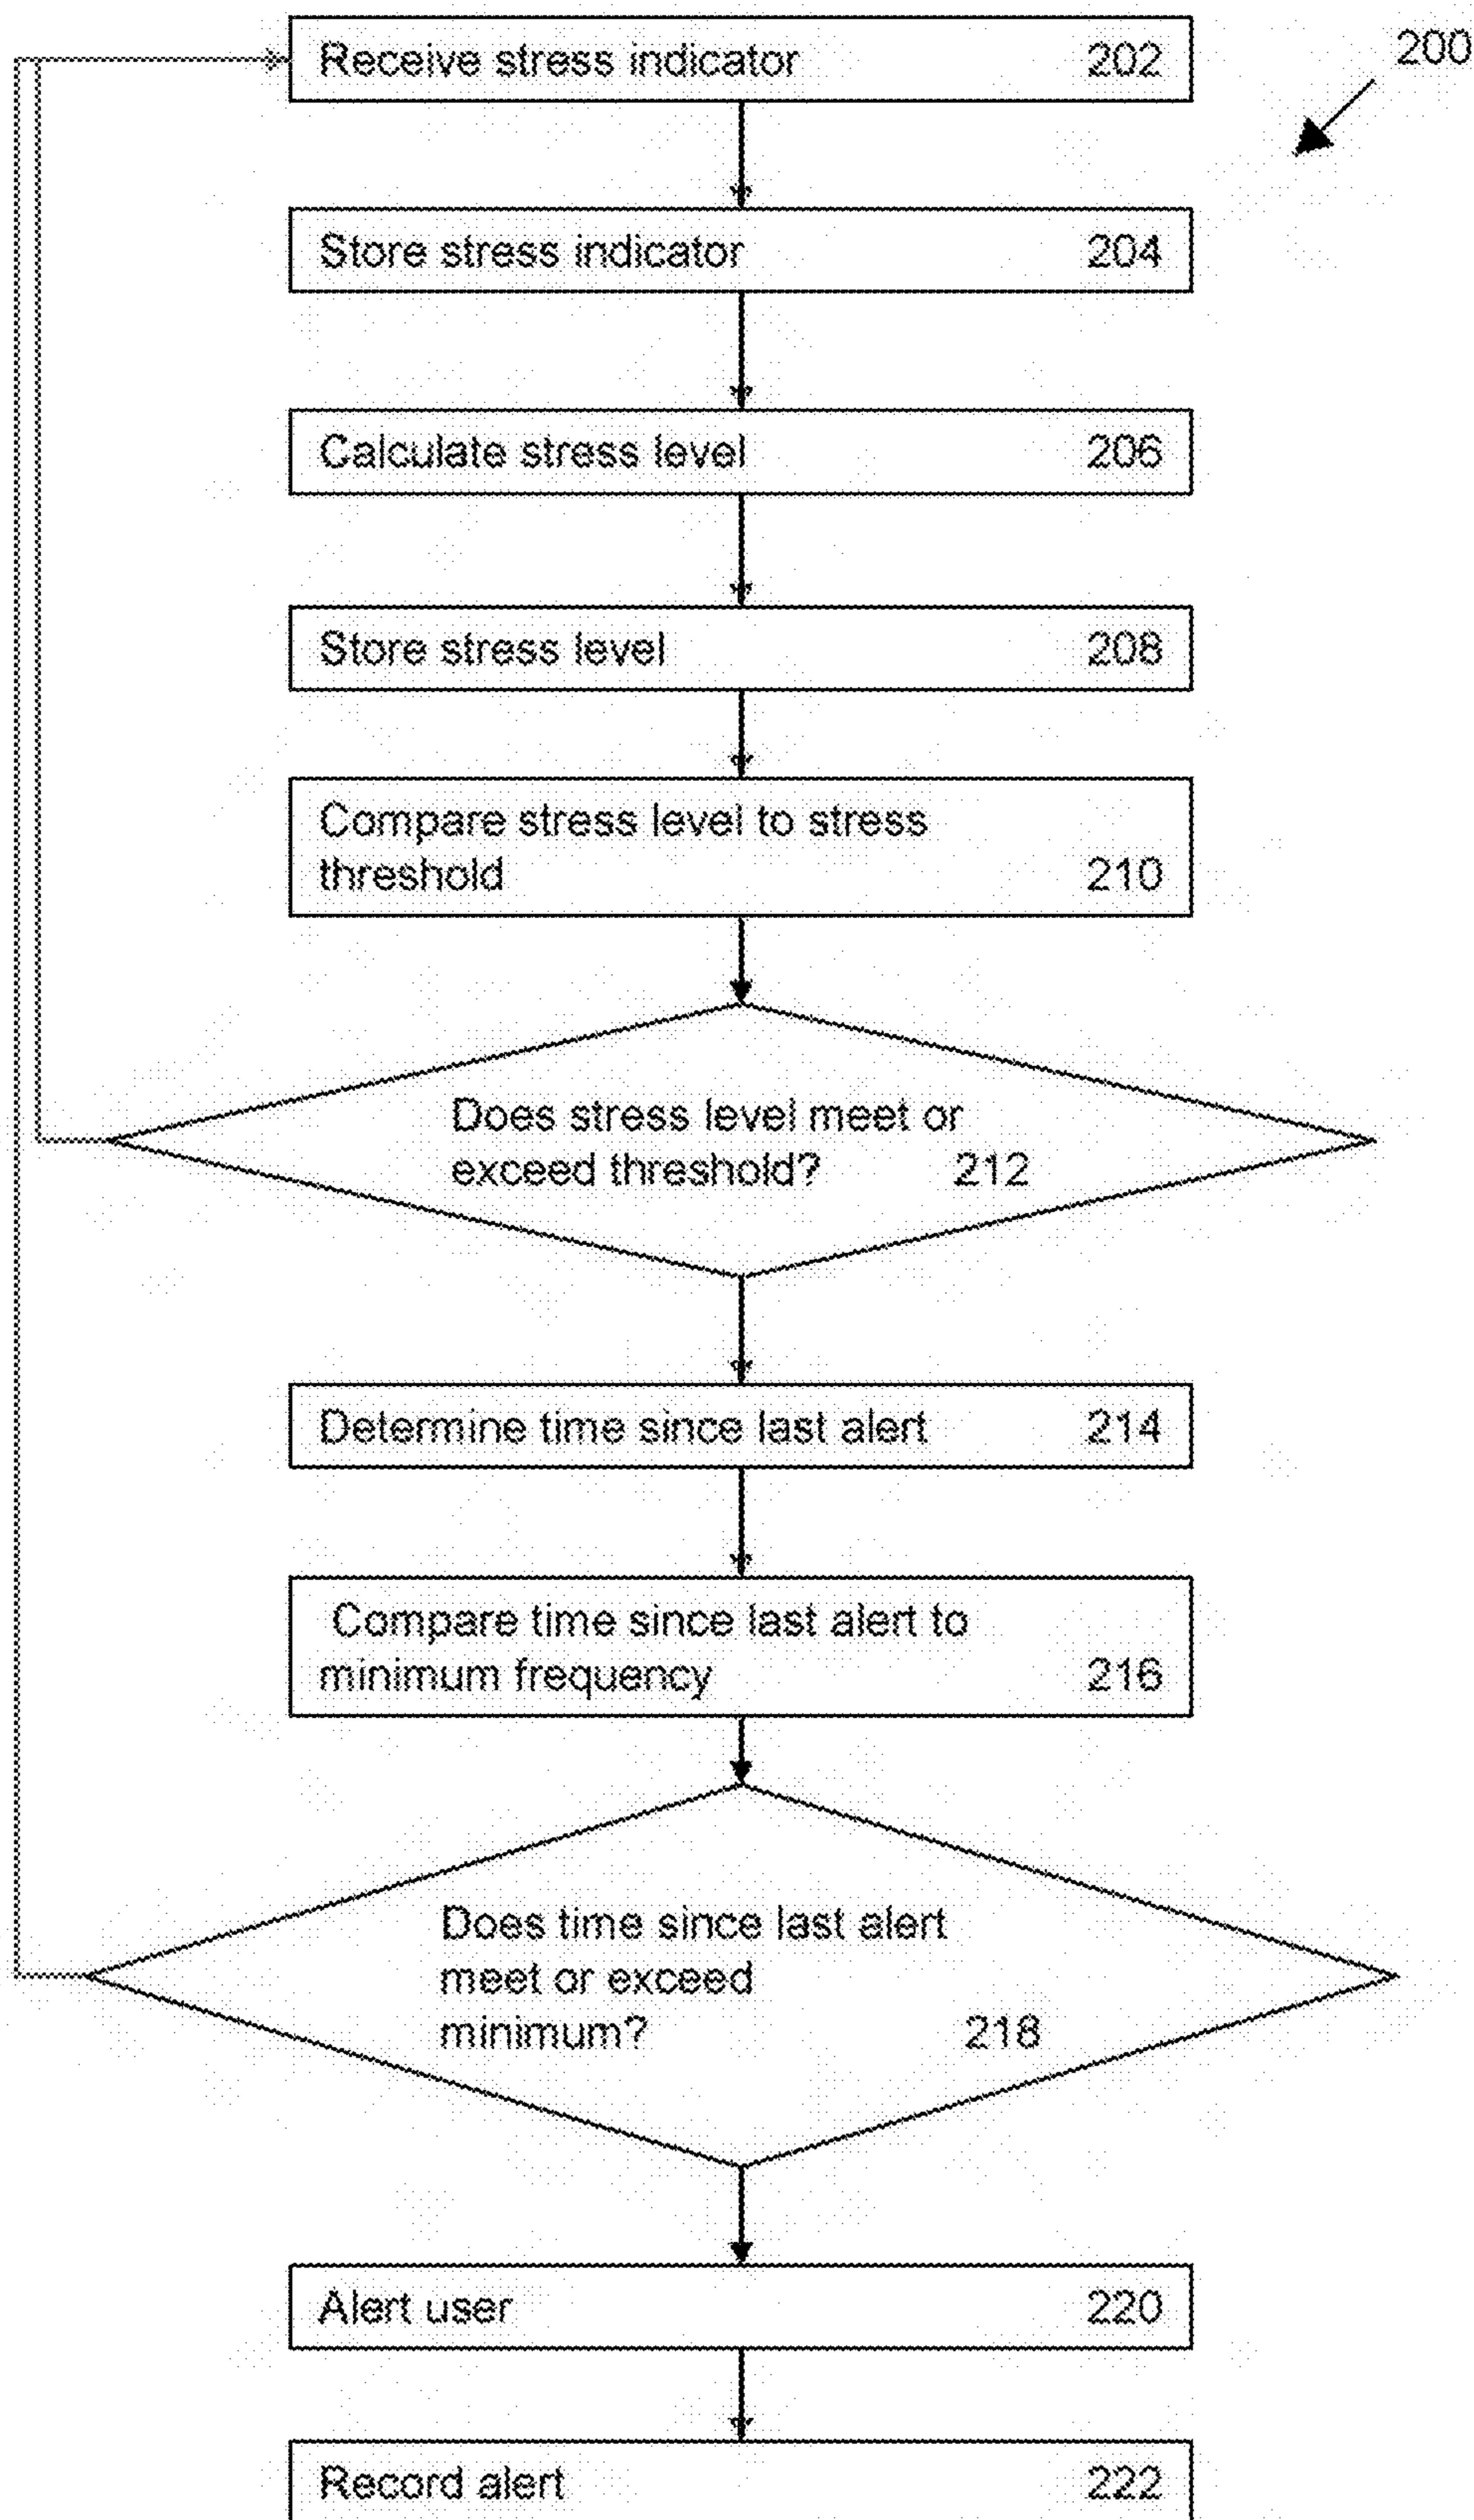 200
Receive stress indicator 202
Store stress indicator 204
Calculate stress level 206
Store stress level 208
Compare stress level to stress
threshold 210
Does stress level meet or
exceed threshold? 212
Determine time since last alert 214
Compare time since last alert to
minimum frequency 216
Does time since last alert
meet or exceed
minimum? 218
Alert user 220
Record alert 222